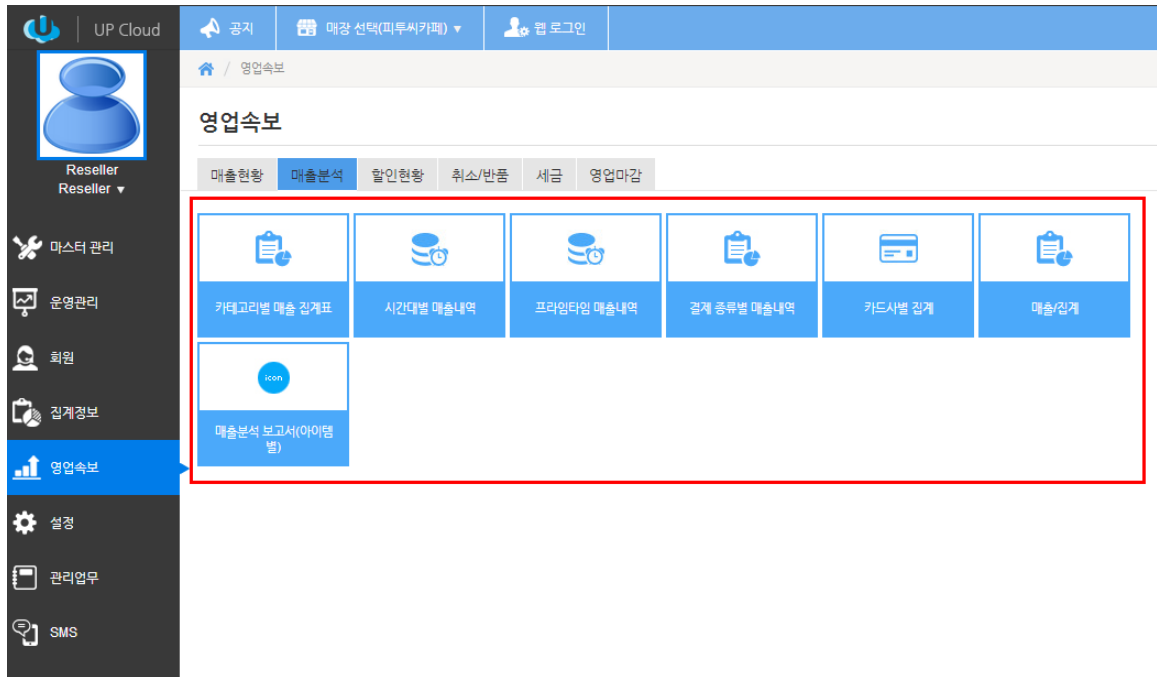 UP Cloud
공지
매장 선택(피투씨카페) ▼
웹 로그인
/ 영업속보
Reseller
Reseller ▼
영업속보
매출현황 매출분석 할인현황 취소/반품 세금 영업마감
마스터 관리
운영관리
회원
집계정보
영업속보
설정
관리업무
SMS
카테고리별 매출 집계표
시간대별 매출내역
프라임타임 매출내역
결제 종류별 매출내역
카드사별 집계
매출/집계
icon
매출분석 보고서(아이템
별)